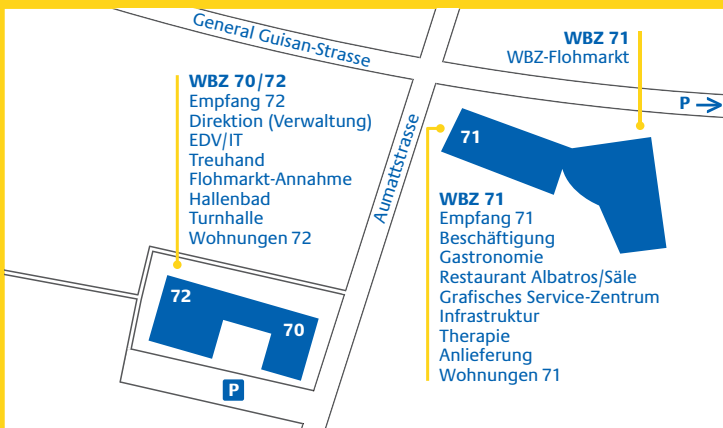 General Guisan-Strasse
WBZ 71
WBZ-Flohmarkt
P
WBZ 70/72
Empfang 72
Direktion (Verwaltung)
EDV/IT
Treuhand
Flohmarkt-Annahme
Hallenbad
Turnhalle
Wohnungen 72
Aumattstrasse
71
WBZ 71
Empfang 71
Beschäftigung
Gastronomie
Restaurant Albatros/Säle
Grafisches Service-Zentrum
Infrastruktur
Therapie
Anlieferung
Wohnungen 71
72
70
P